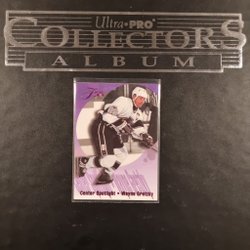 Ultra·PRO®
COLLECTORS
ALBUM
Center Spotlight • Wayne Gretzky